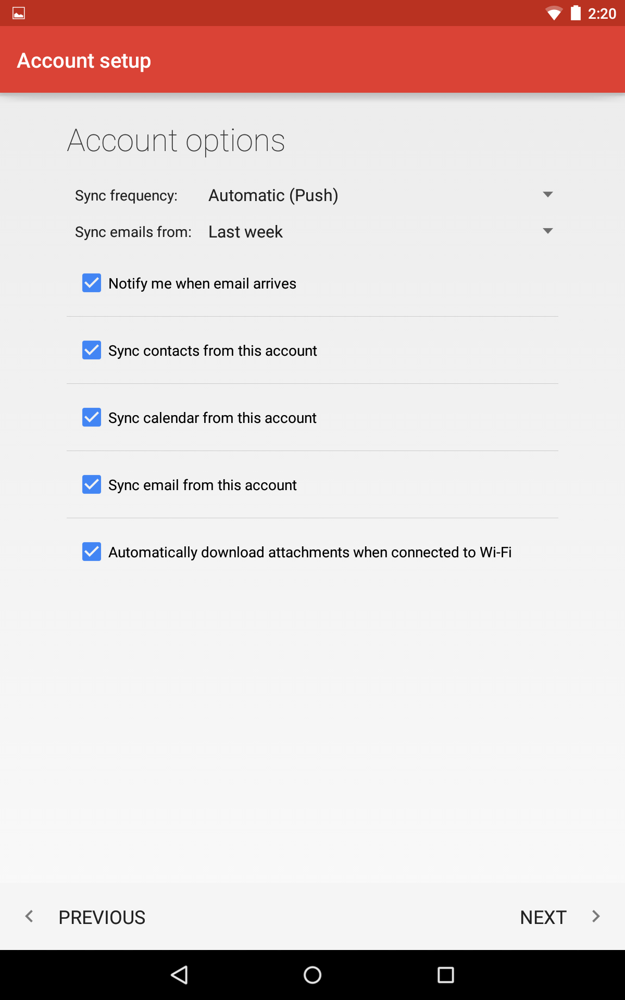 2:20
Account setup
Account options
Sync frequency: Automatic (Push)
Sync emails from: Last week
Notify me when email arrives
Sync contacts from this account
Sync calendar from this account
Sync email from this account
Automatically download attachments when connected to Wi-Fi
PREVIOUS NEXT